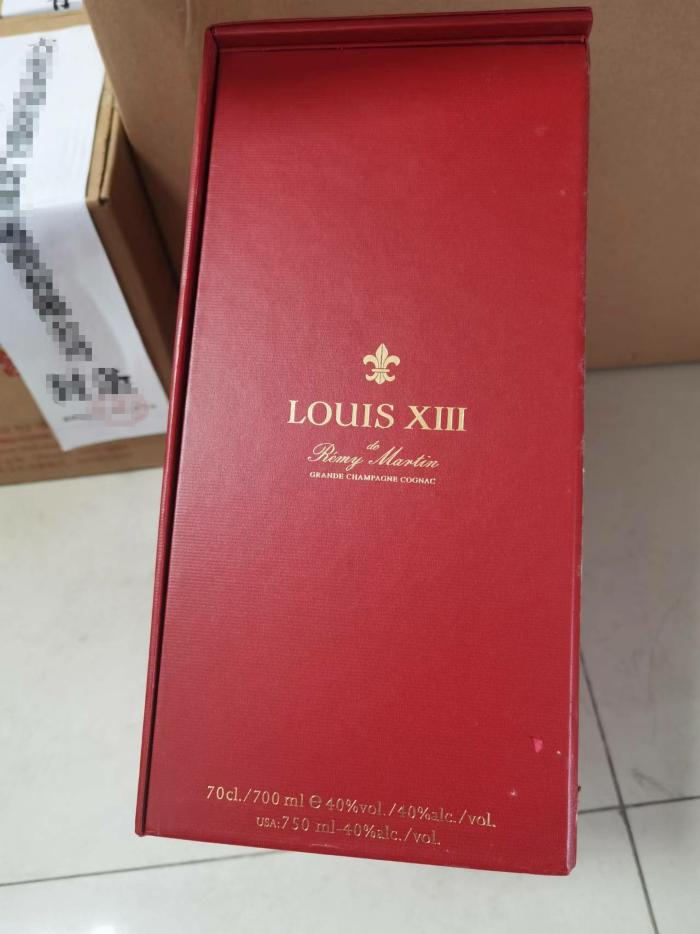 LOUIS XIII
de
Rémy Martin
GRANDE CHAMPAGNE COGNAC
70cl./700 ml ℮ 40%vol./40%alc./vol.
USA:750 ml-40%alc./vol.